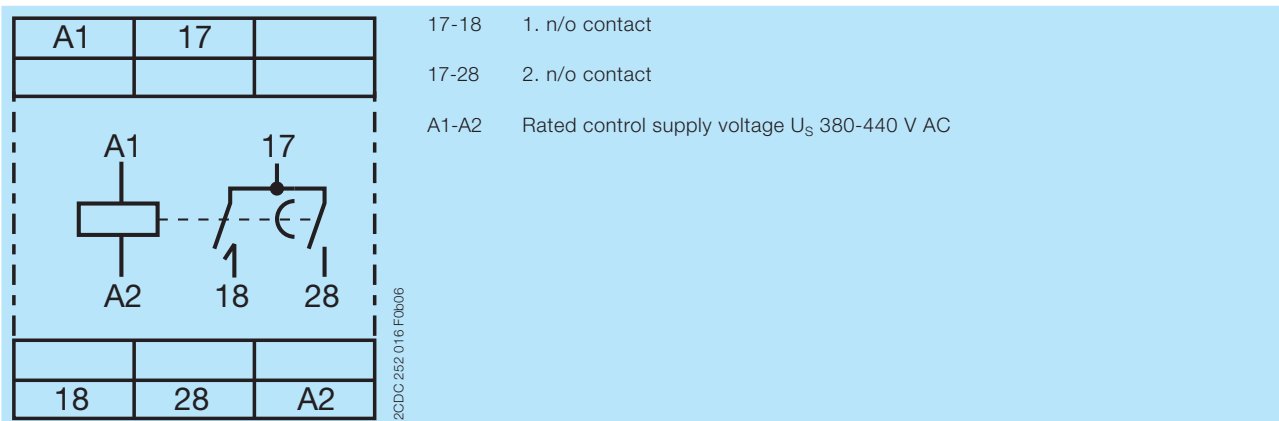 A1 17
A1 17
A2 18 28
18 28 A2
2CDC 252 016 F0b06
17-18 1. n/o contact
17-28 2. n/o contact
A1-A2 Rated control supply voltage US 380-440 V AC